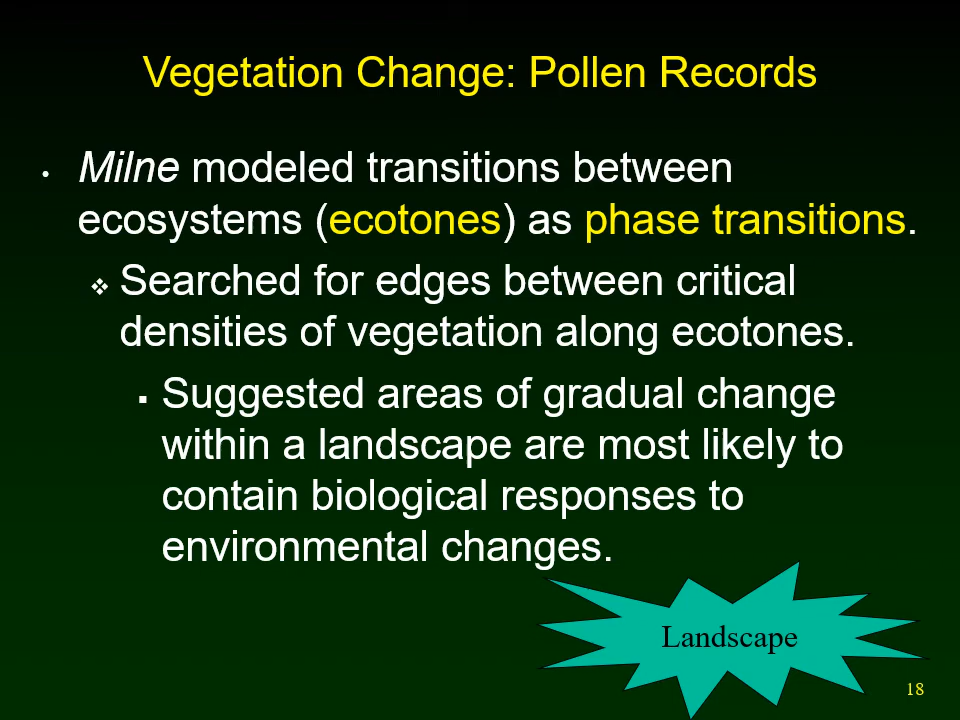 Vegetation Change: Pollen Records
• Milne modeled transitions between
ecosystems (ecotones) as phase transitions.
❖ Searched for edges between critical
densities of vegetation along ecotones.
▪ Suggested areas of gradual change
within a landscape are most likely to
contain biological responses to
environmental changes.
Landscape
18